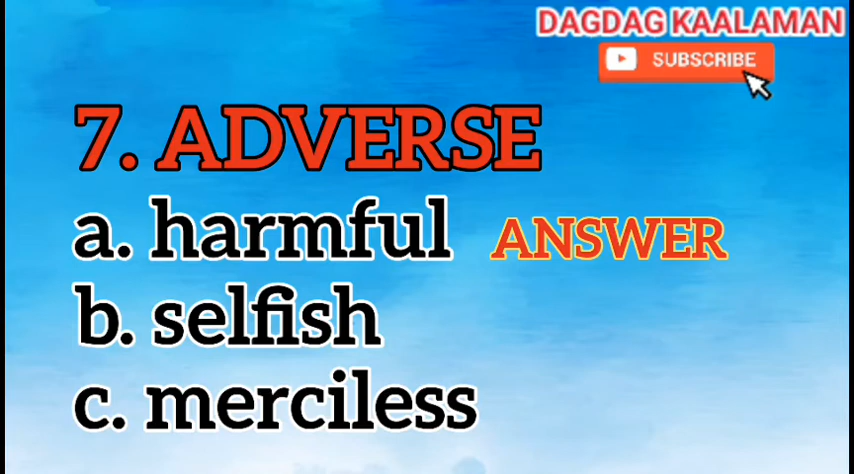 DAGDAG KAALAMAN
SUBSCRIBE
7. ADVERSE
a. harmful ANSWER
b. selfish
c. merciless